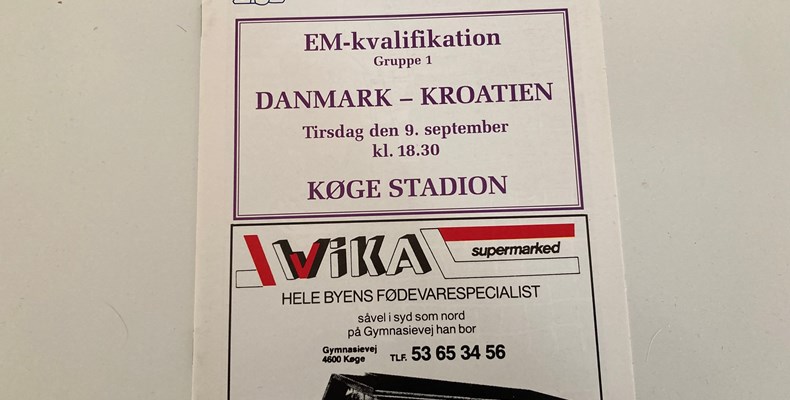 EM-kvalifikation
Gruppe 1
DANMARK – KROATIEN
Tirsdag den 9. september
kl. 18.30
KØGE STADION
WiKA
supermarked
HELE BYENS FØDEVARESPECIALIST
såvel i syd som nord
på Gymnasievej han bor
Gymnasievej
4600 Køge
TLF. 53 65 34 56